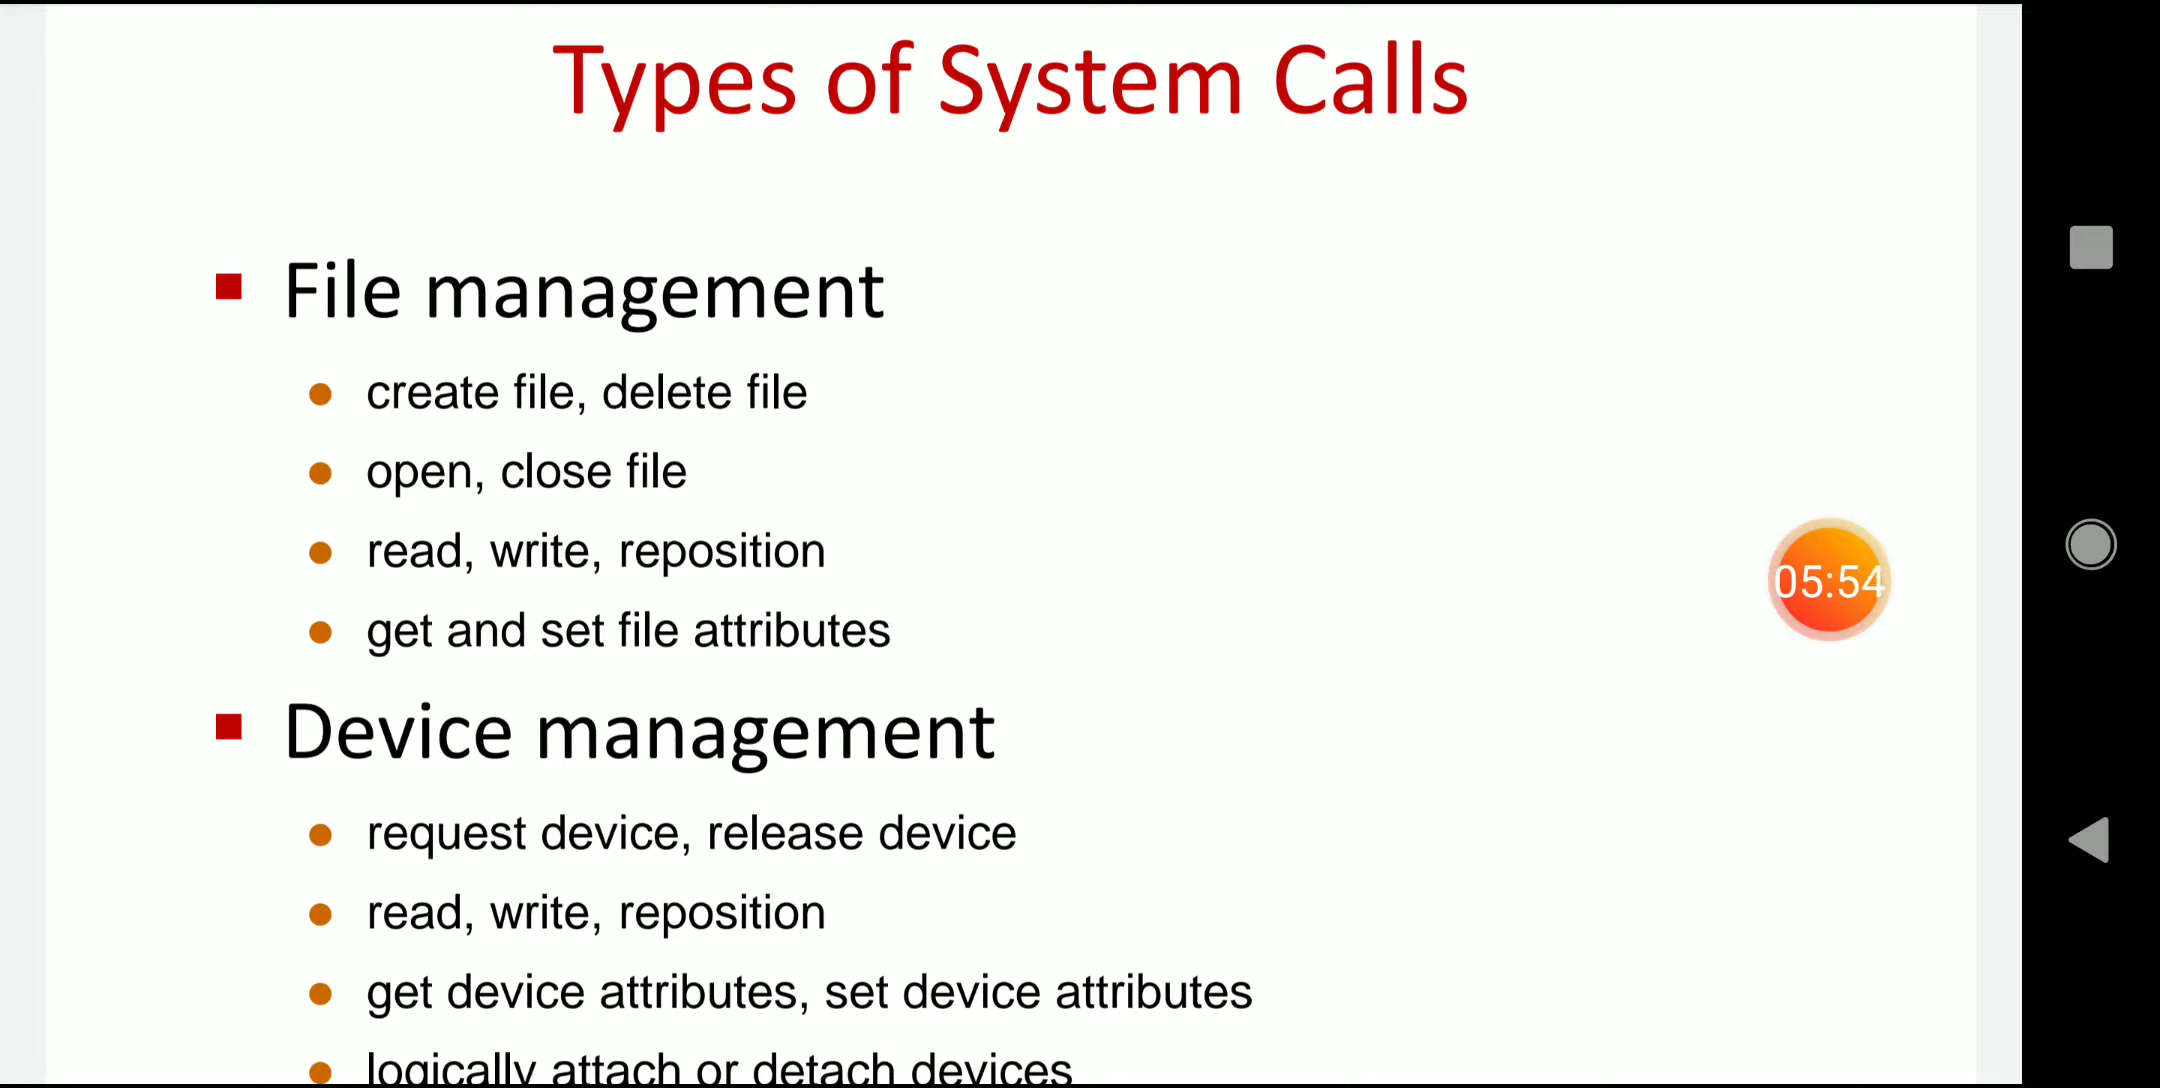 Types of System Calls
File management
create file, delete file
open, close file
read, write, reposition
get and set file attributes
05:54
Device management
request device, release device
read, write, reposition
get device attributes, set device attributes
logically attach or detach devices